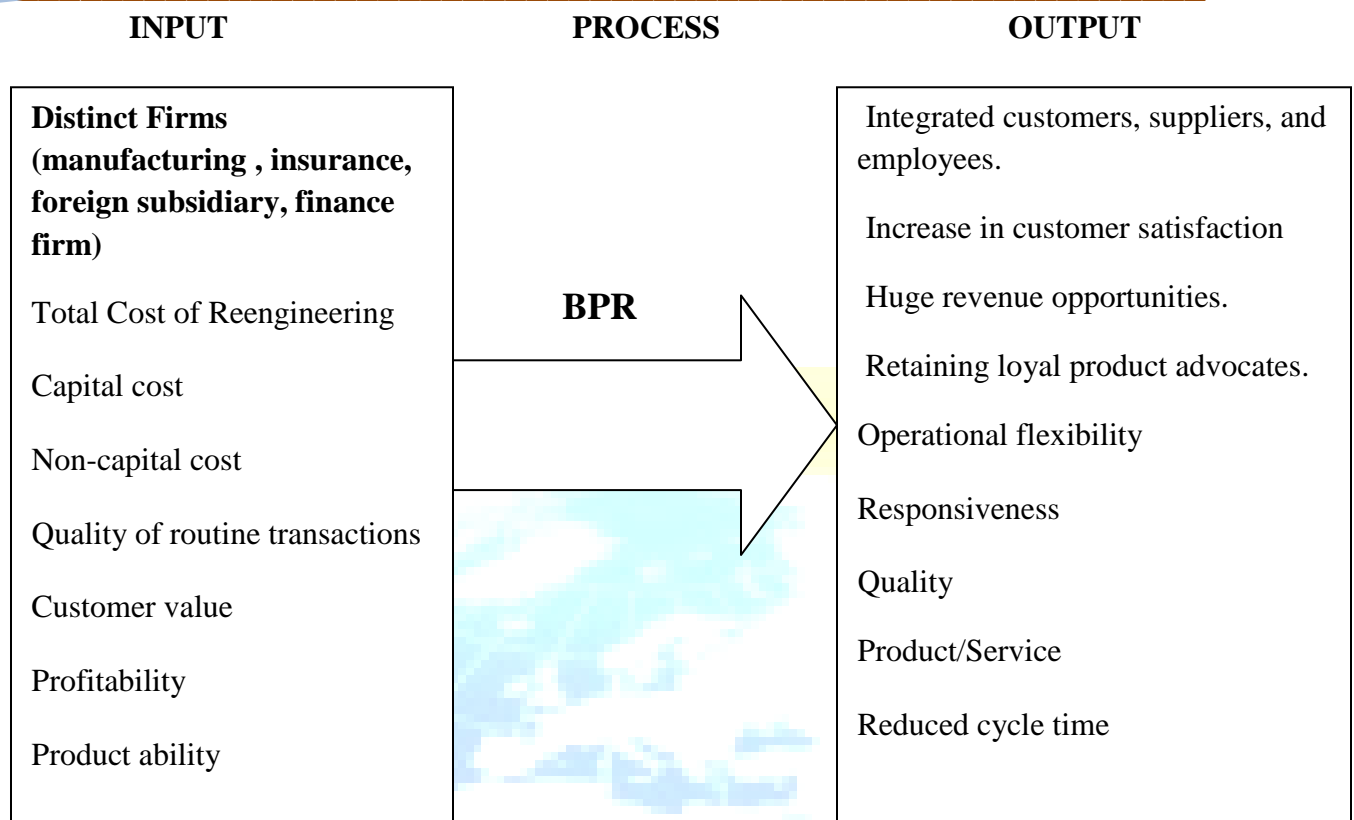 INPUT PROCESS OUTPUT
Distinct Firms
(manufacturing , insurance,
foreign subsidiary, finance
firm)
Total Cost of Reengineering
Capital cost
Non-capital cost
Quality of routine transactions
Customer value
Profitability
Product ability
BPR
Integrated customers, suppliers, and
employees.
Increase in customer satisfaction
Huge revenue opportunities.
Retaining loyal product advocates.
Operational flexibility
Responsiveness
Quality
Product/Service
Reduced cycle time